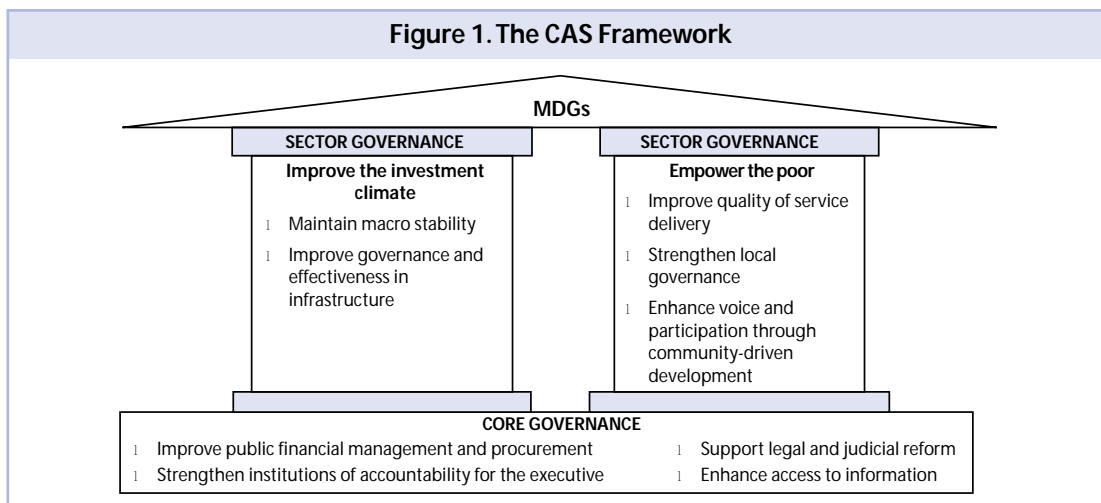 Figure 1. The CAS Framework
MDGs
SECTOR GOVERNANCE
Improve the investment
climate
l Maintain macro stability
l Improve governance and
effectiveness in
infrastructure
SECTOR GOVERNANCE
Empower the poor
l Improve quality of service
delivery
l Strengthen local
governance
l Enhance voice and
participation through
community-driven
development
CORE GOVERNANCE
l Improve public financial management and procurement
l Strengthen institutions of accountability for the executive
l Support legal and judicial reform
l Enhance access to information